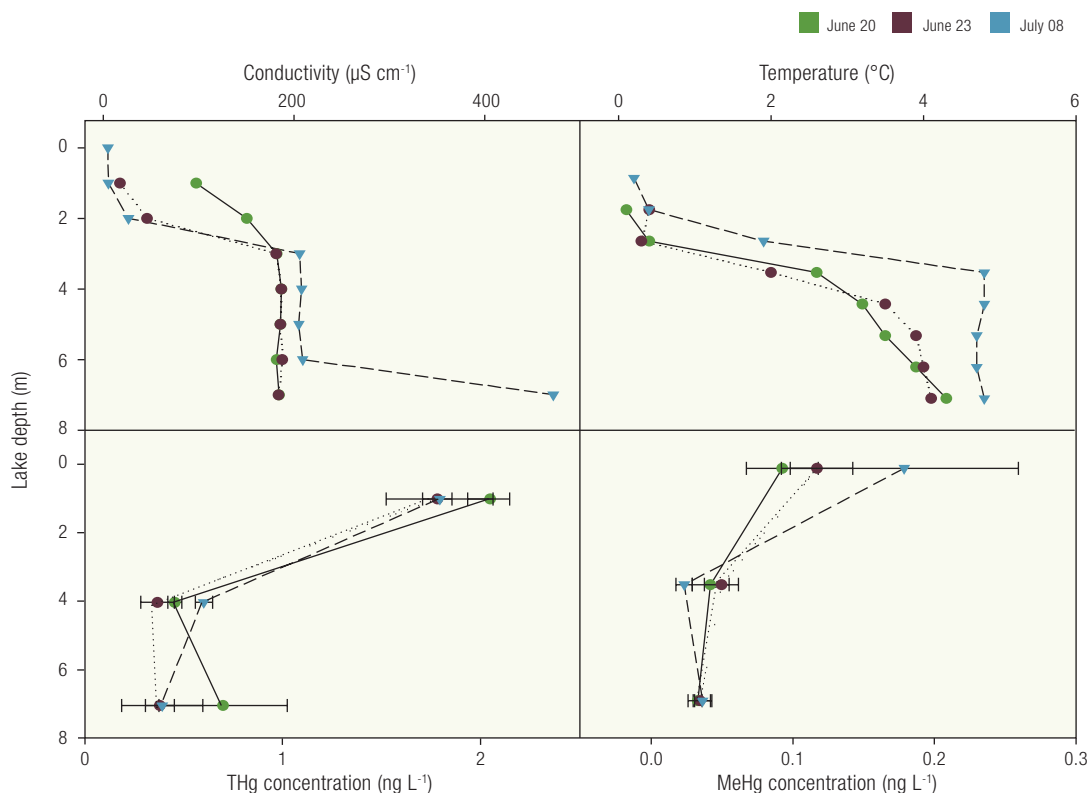 June 20 June 23 July 08
Conductivity (µS cm⁻¹) Temperature (°C)
0 200 400 0 2 4 6
0
2
4
6
8
Lake depth (m)
0
2
4
6
8
0 1 2 0.0 0.1 0.2 0.3
THg concentration (ng L⁻¹) MeHg concentration (ng L⁻¹)